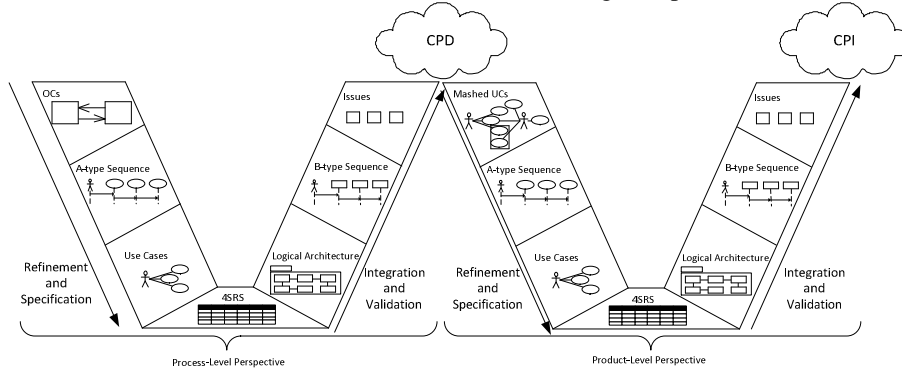 CPD
CPI
OCs
Issues
Mashed UCs
Issues
A-type Sequence
B-type Sequence
A-type Sequence
B-type Sequence
Use Cases
Logical Architecture
Use Cases
Logical Architecture
Refinement
and
Specification
Integration
and
Validation
Refinement
and
Specification
Integration
and
Validation
4SRS
4SRS
Process-Level Perspective
Product-Level Perspective